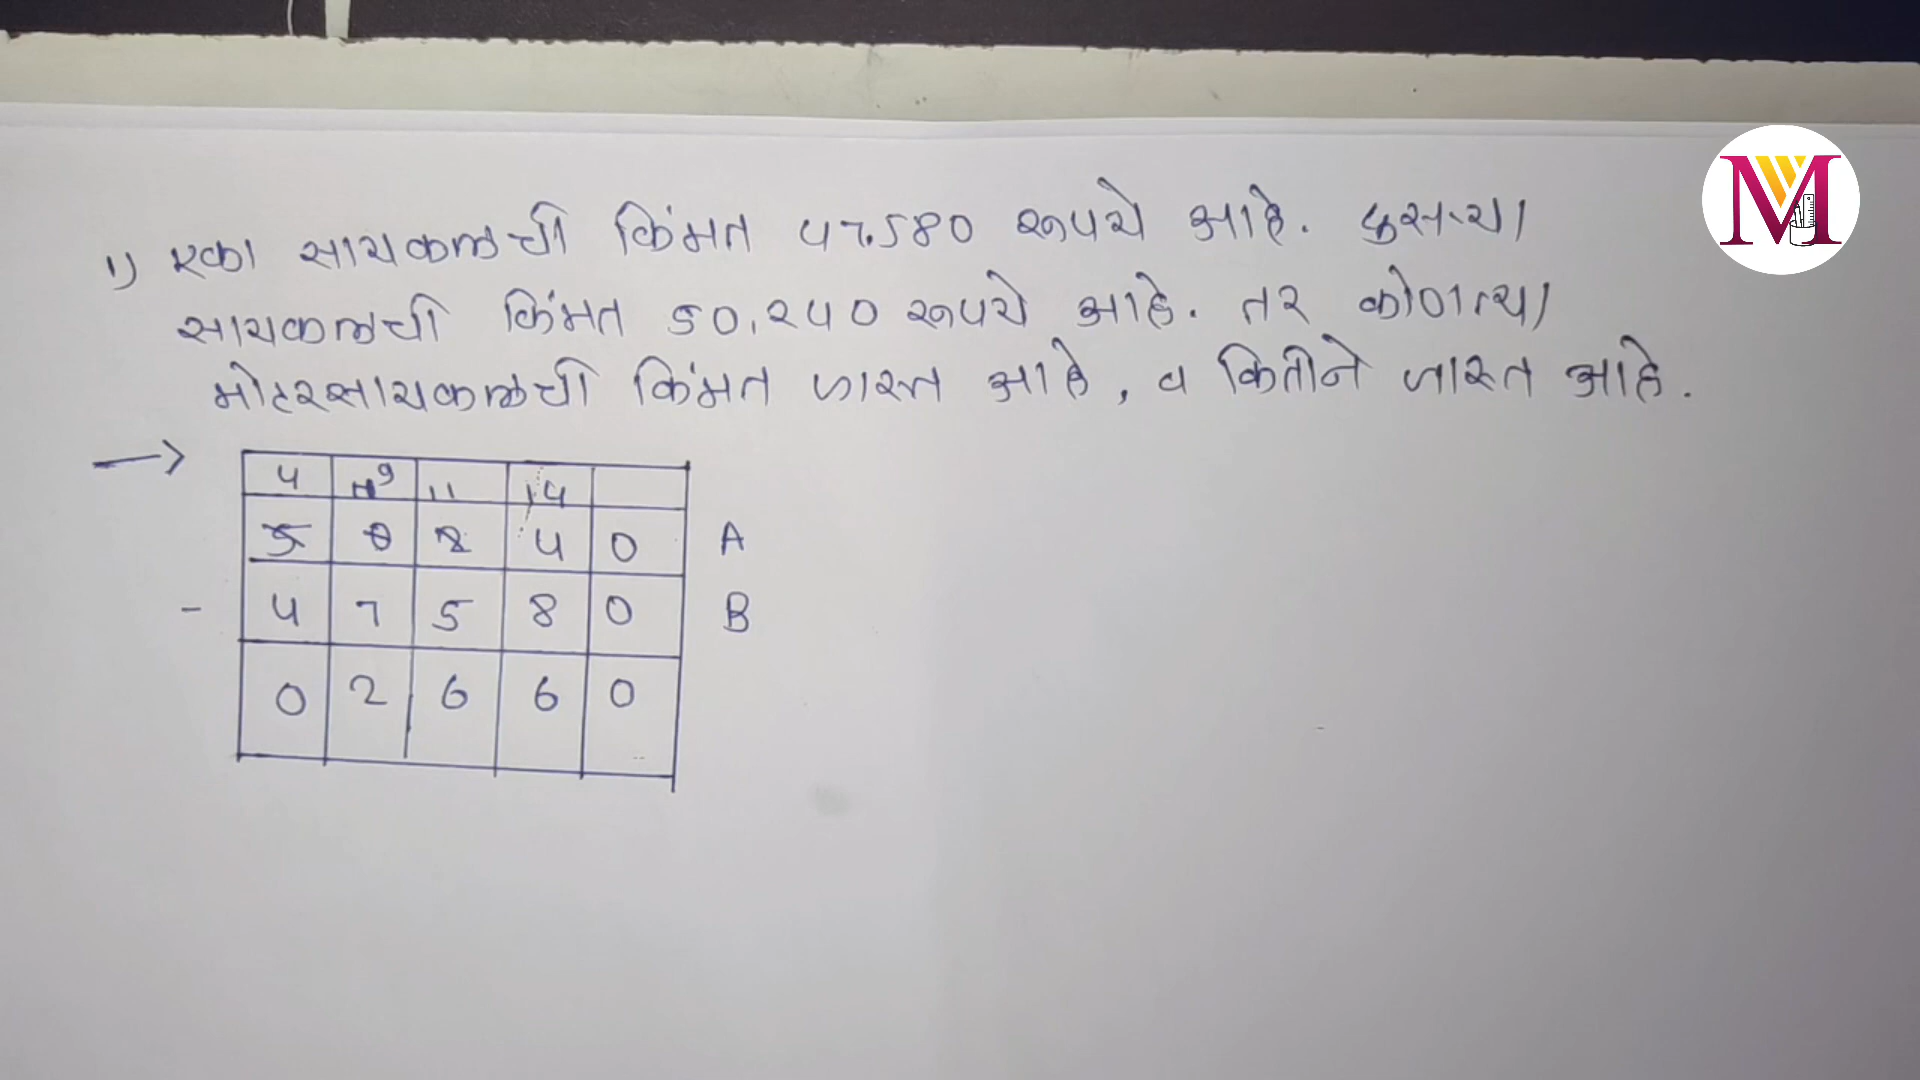 1) एका सायकलची किंमत 47,580 रूपये आहे. दुसऱ्या
सायकलची किंमत 50,240 रूपये आहे. तर कोणत्या
मोटरसायकलची किंमत जास्त आहे, व कितीने जास्त आहे.
→ 4 10 9 11 14
5 0 2 4 0 A
- 4 7 5 8 0 B
0 2 6 6 0
M